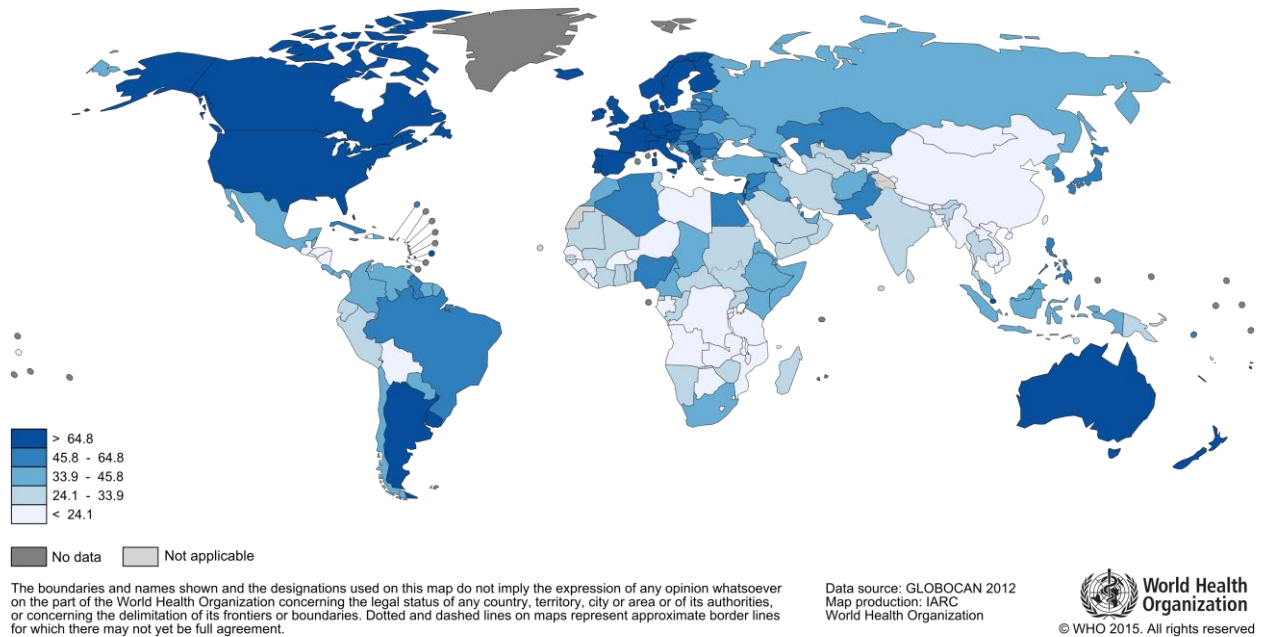 > 64.8
45.8 - 64.8
33.9 - 45.8
24.1 - 33.9
< 24.1
No data
Not applicable
The boundaries and names shown and the designations used on this map do not imply the expression of any opinion whatsoever
on the part of the World Health Organization concerning the legal status of any country, territory, city or area or of its authorities,
or concerning the delimitation of its frontiers or boundaries. Dotted and dashed lines on maps represent approximate border lines
for which there may not yet be full agreement.
Data source: GLOBOCAN 2012
Map production: IARC
World Health Organization
World Health
Organization
© WHO 2015. All rights reserved